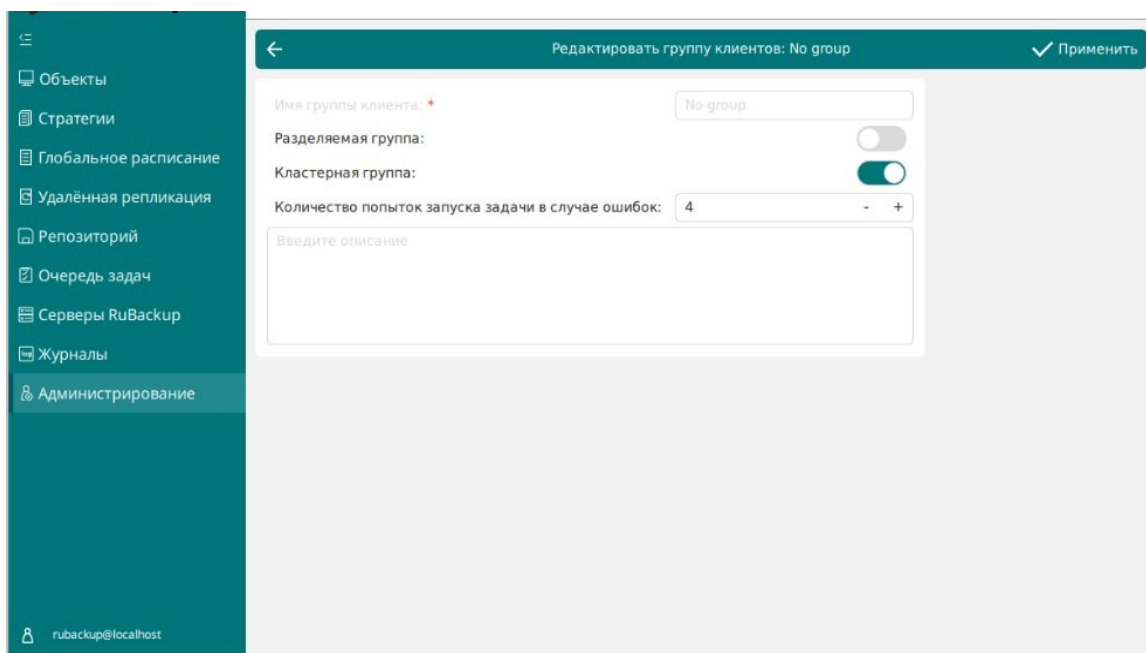 Редактировать группу клиентов: No group
Применить
Объекты
Стратегии
Глобальное расписание
Удалённая репликация
Репозиторий
Очередь задач
Серверы RuBackup
Журналы
Администрирование
rubackup@localhost
Имя группы клиента: *
No group
Разделяемая группа:
Кластерная группа:
Количество попыток запуска задачи в случае ошибок: 4 - +
Введите описание